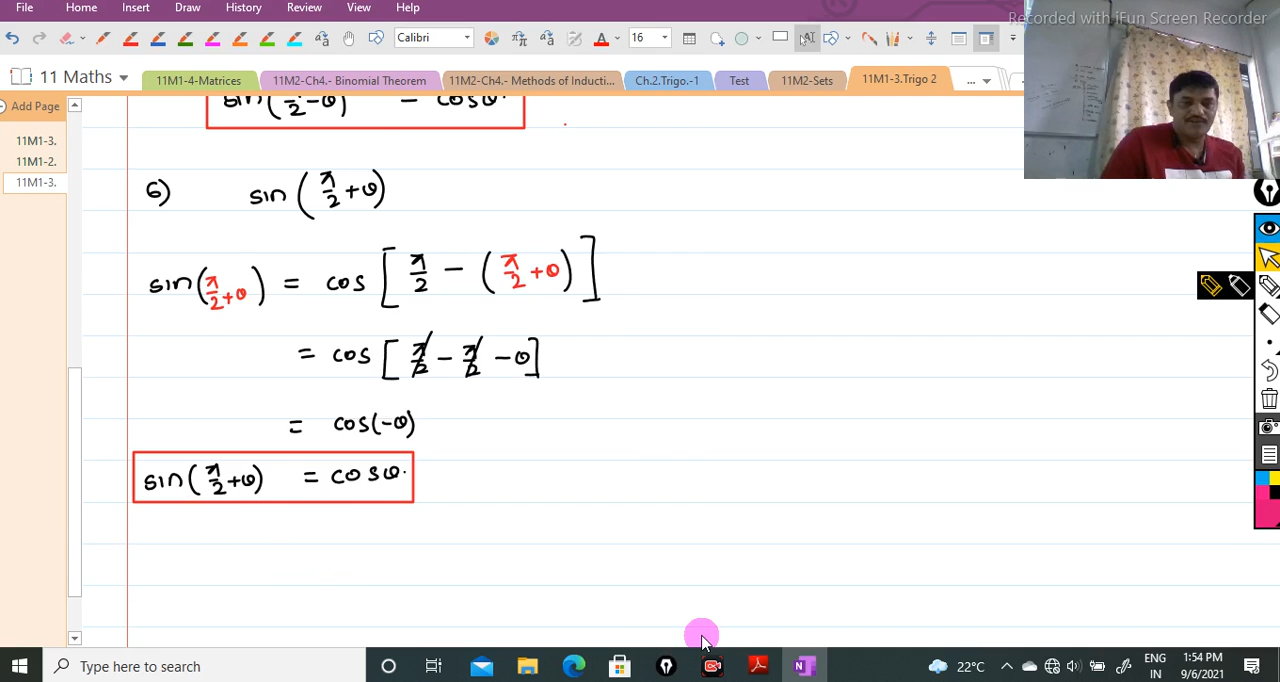 File Home Insert Draw History Review View Help
Recorded with iFun Screen Recorder
Calibri 16
11 Maths 11M1-4-Matrices 11M2-Ch4.- Binomial Theorem 11M2-Ch4.- Methods of Inducti... Ch.2.Trigo.-1 Test 11M2-Sets 11M1-3.Trigo 2 ...
Add Page
11M1-3.
11M1-2.
11M1-3.
sin(π/2 - θ) = cosθ.
6) sin(π/2 + θ)
sin(π/2 + θ) = cos[π/2 - (π/2 + θ)]
= cos[π/2 - π/2 - θ]
= cos(-θ)
sin(π/2 + θ) = cosθ.
Type here to search
22°C
ENG
IN
1:54 PM
9/6/2021